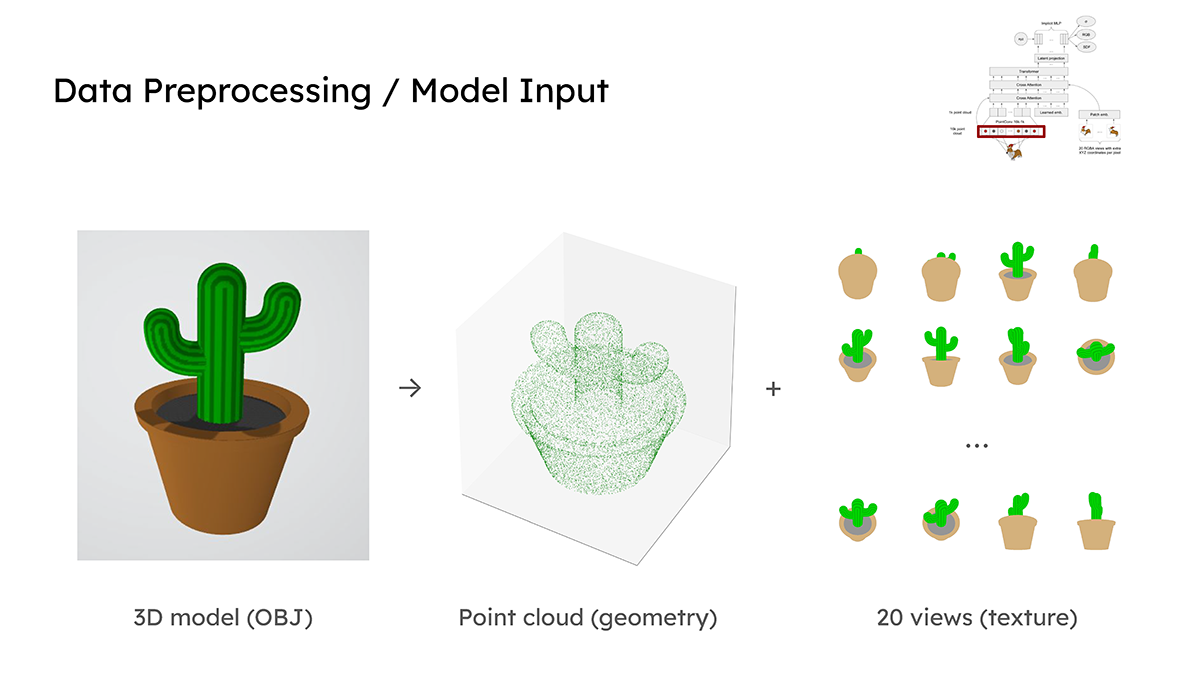 Data Preprocessing / Model Input
Implicit MLP
σ
RGB
SDF
Latent projection
Transformer
Cross Attention
Cross Attention
1k point cloud
Learned emb.
Patch emb.
PointConv 16k:1k
16k point
cloud
20 RGBA views with extra
XYZ coordinates per pixel
→
+
...
3D model (OBJ)
Point cloud (geometry)
20 views (texture)